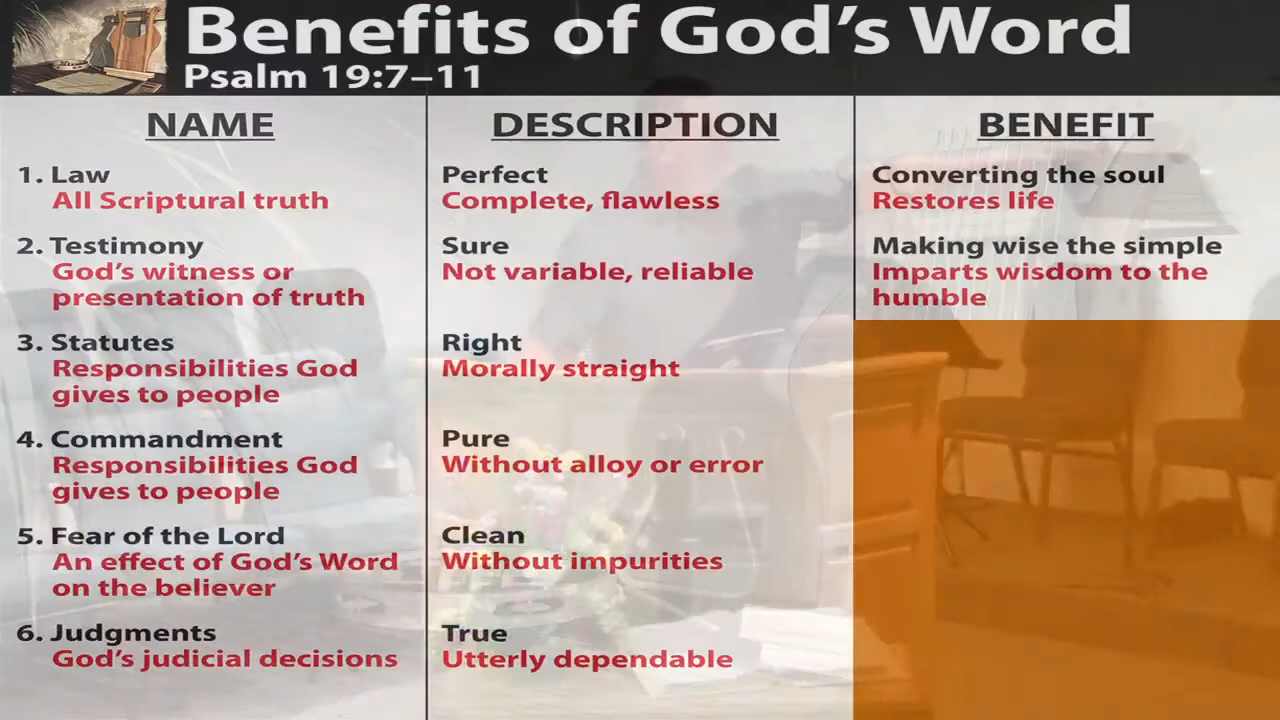 Benefits of God's Word
Psalm 19:7–11
NAME
1. Law
All Scriptural truth
2. Testimony
God's witness or
presentation of truth
3. Statutes
Responsibilities God
gives to people
4. Commandment
Responsibilities God
gives to people
5. Fear of the Lord
An effect of God's Word
on the believer
6. Judgments
God's judicial decisions
DESCRIPTION
Perfect
Complete, flawless
Sure
Not variable, reliable
Right
Morally straight
Pure
Without alloy or error
Clean
Without impurities
True
Utterly dependable
BENEFIT
Converting the soul
Restores life
Making wise the simple
Imparts wisdom to the
humble